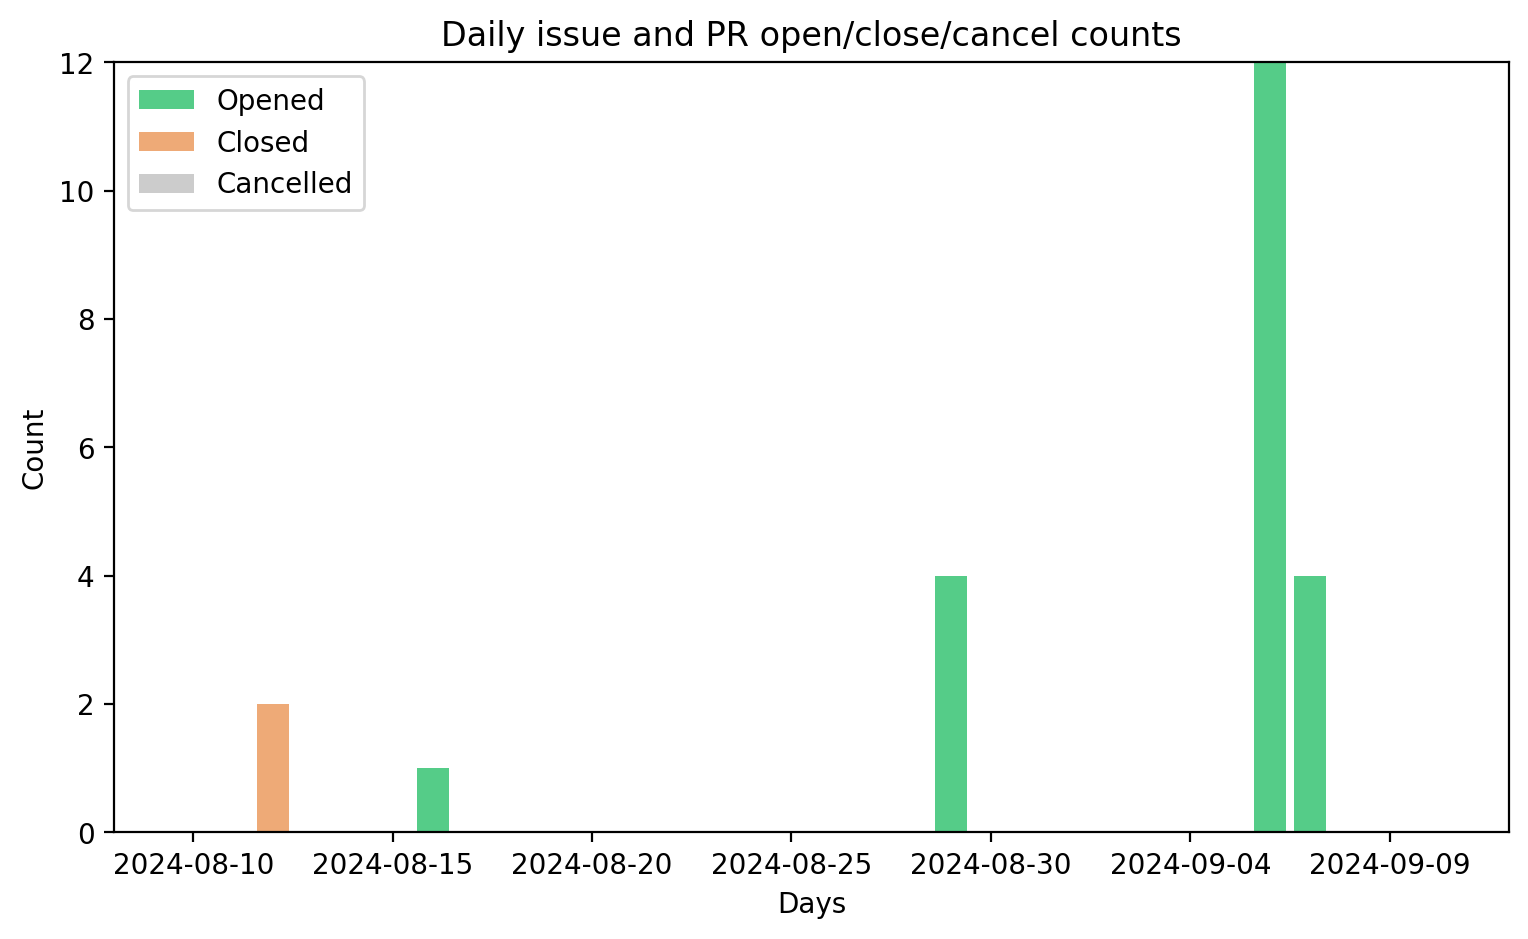 Daily issue and PR open/close/cancel counts
12
10
8
6
4
2
0
Count
Opened
Closed
Cancelled
2024-08-10 2024-08-15 2024-08-20 2024-08-25 2024-08-30 2024-09-04 2024-09-09
Days